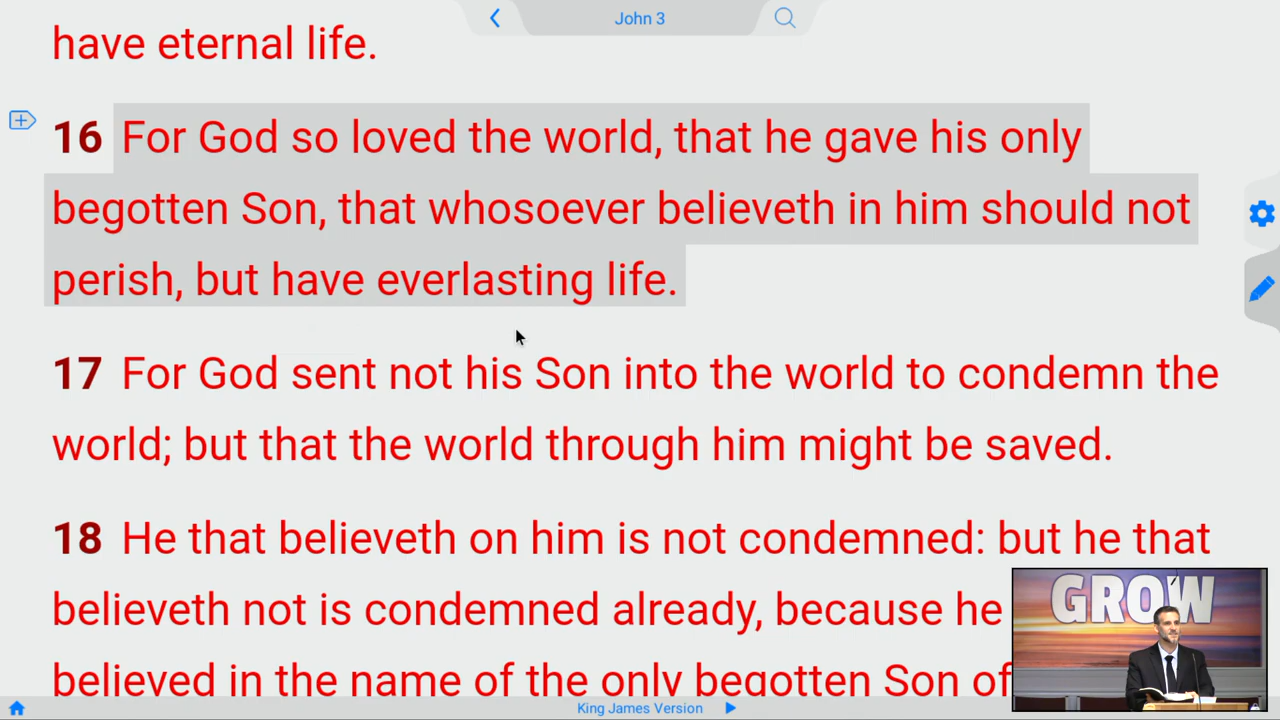 John 3
have eternal life.
16 For God so loved the world, that he gave his only
begotten Son, that whosoever believeth in him should not
perish, but have everlasting life.
17 For God sent not his Son into the world to condemn the
world; but that the world through him might be saved.
18 He that believeth on him is not condemned: but he that
believeth not is condemned already, because he
believed in the name of the only begotten Son of
GROW
King James Version